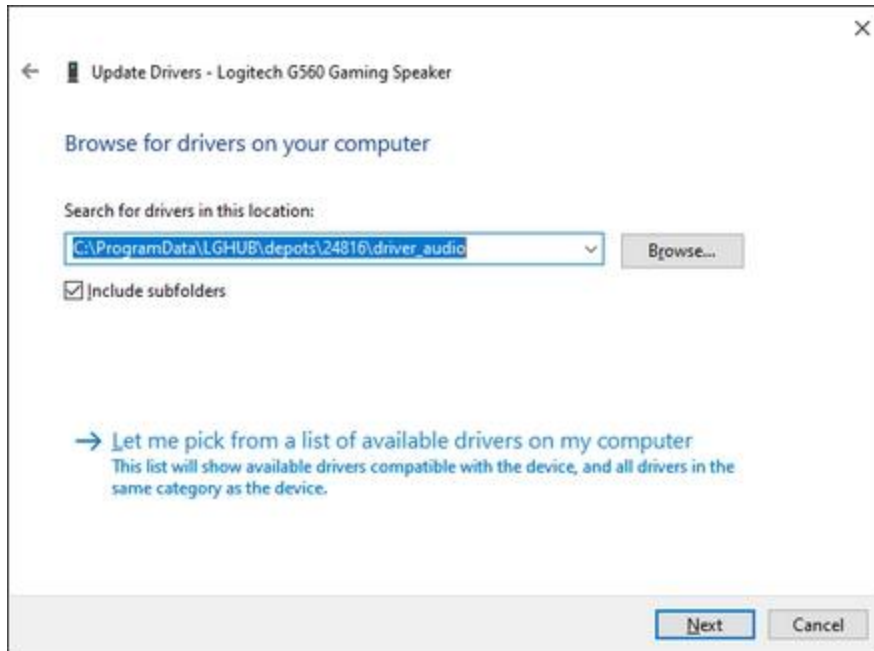 Update Drivers - Logitech G560 Gaming Speaker
Browse for drivers on your computer
Search for drivers in this location:
C:\ProgramData\LGHUB\depots\24816\driver_audio
Browse...
Include subfolders
Let me pick from a list of available drivers on my computer
This list will show available drivers compatible with the device, and all drivers in the
same category as the device.
Next
Cancel